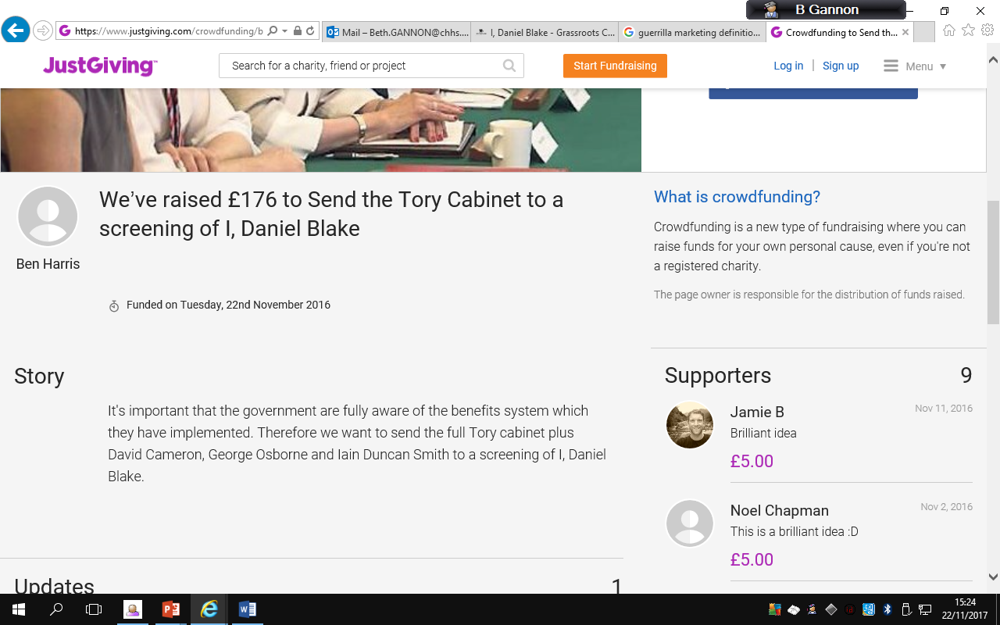 B Gannon
https://www.justgiving.com/crowdfunding/b
Mail – Beth.GANNON@chhs....
I, Daniel Blake - Grassroots C...
guerrilla marketing definitio...
Crowdfunding to Send th...
JustGiving™
Search for a charity, friend or project
Start Fundraising
Log in | Sign up
Menu ▼
We've raised £176 to Send the Tory Cabinet to a
screening of I, Daniel Blake
Ben Harris
Funded on Tuesday, 22nd November 2016
What is crowdfunding?
Crowdfunding is a new type of fundraising where you can
raise funds for your own personal cause, even if you're not
a registered charity.
The page owner is responsible for the distribution of funds raised.
Story
It's important that the government are fully aware of the benefits system which
they have implemented. Therefore we want to send the full Tory cabinet plus
David Cameron, George Osborne and Iain Duncan Smith to a screening of I, Daniel
Blake.
Supporters 9
Jamie B Nov 11, 2016
Brilliant idea
£5.00
Noel Chapman Nov 2, 2016
This is a brilliant idea :D
£5.00
Updates 1
15:24
22/11/2017